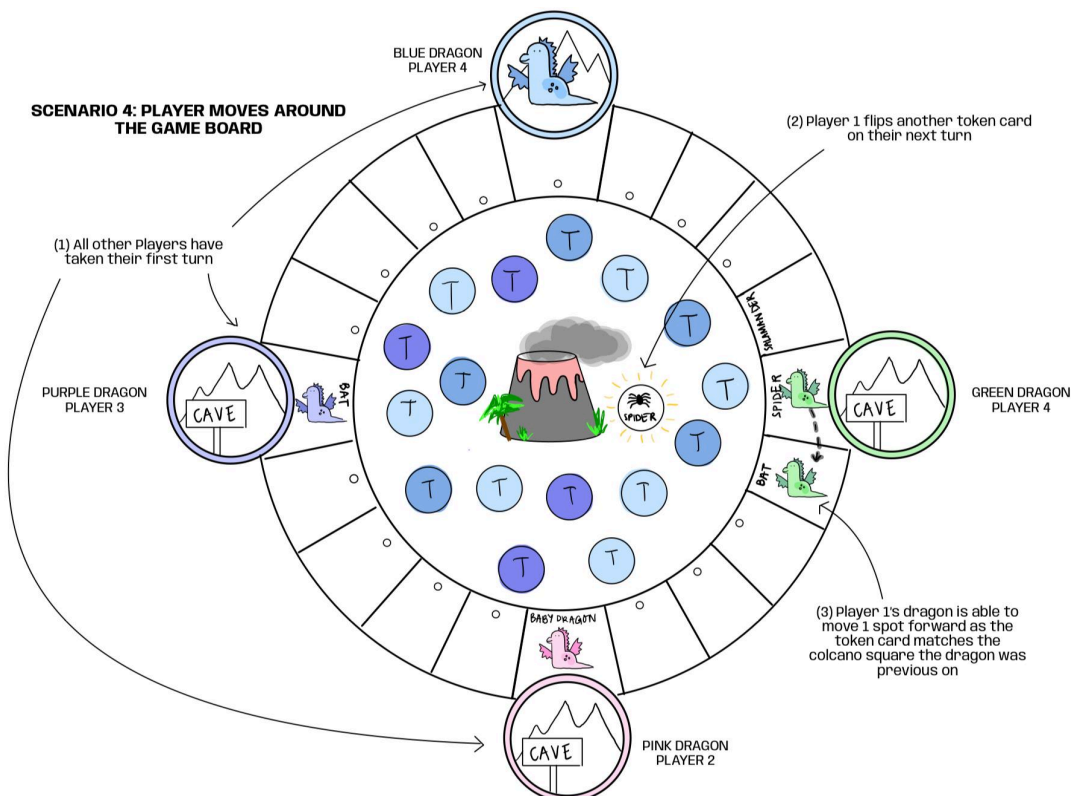 BLUE DRAGON
PLAYER 4
SCENARIO 4: PLAYER MOVES AROUND
THE GAME BOARD
(2) Player 1 flips another token card
on their next turn
(1) All other Players have
taken their first turn
T
T
T
T
T
T
SALAMANDER
T
T
T
PURPLE DRAGON
PLAYER 3
CAVE
BAT
SPIDER
SPIDER
CAVE
GREEN DRAGON
PLAYER 4
T
BAT
T
T
T
T
T
T
BABY DRAGON
(3) Player 1's dragon is able to
move 1 spot forward as the
token card matches the
colcano square the dragon was
previous on
CAVE
PINK DRAGON
PLAYER 2